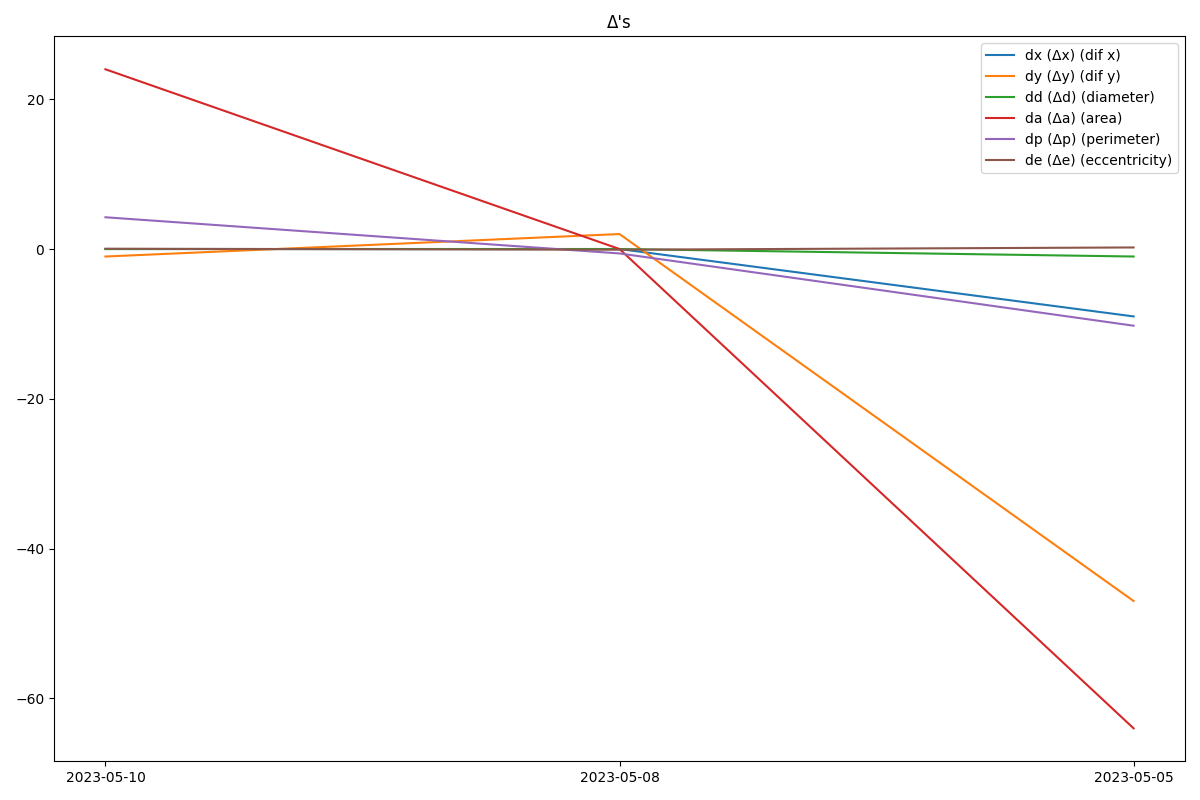 Δ's
dx (Δx) (dif x)
dy (Δy) (dif y)
dd (Δd) (diameter)
da (Δa) (area)
dp (Δp) (perimeter)
de (Δe) (eccentricity)
20
0
−20
−40
−60
2023-05-10
2023-05-08
2023-05-05